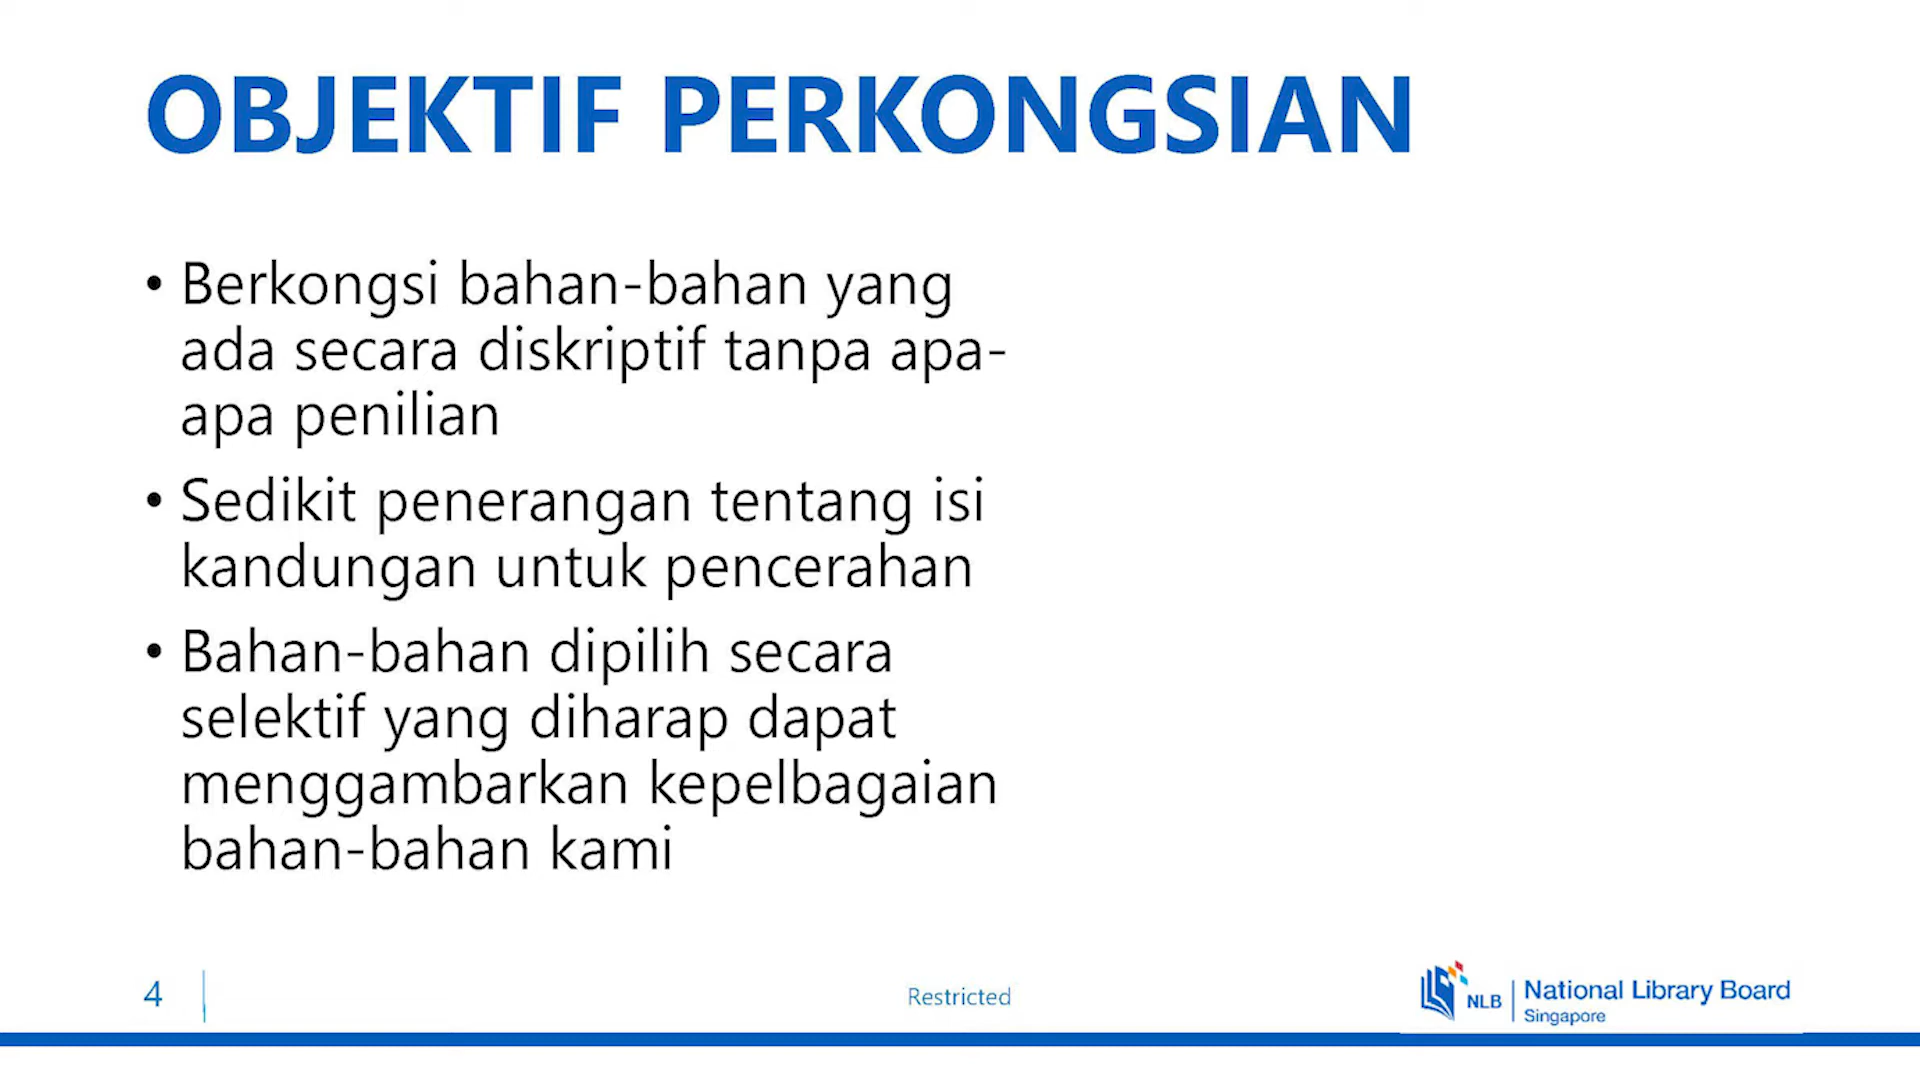 OBJEKTIF PERKONGSIAN
• Berkongsi bahan-bahan yang
ada secara diskriptif tanpa apa-
apa penilian
• Sedikit penerangan tentang isi
kandungan untuk pencerahan
• Bahan-bahan dipilih secara
selektif yang diharap dapat
menggambarkan kepelbagaian
bahan-bahan kami
4
Restricted
NLB
National Library Board
Singapore